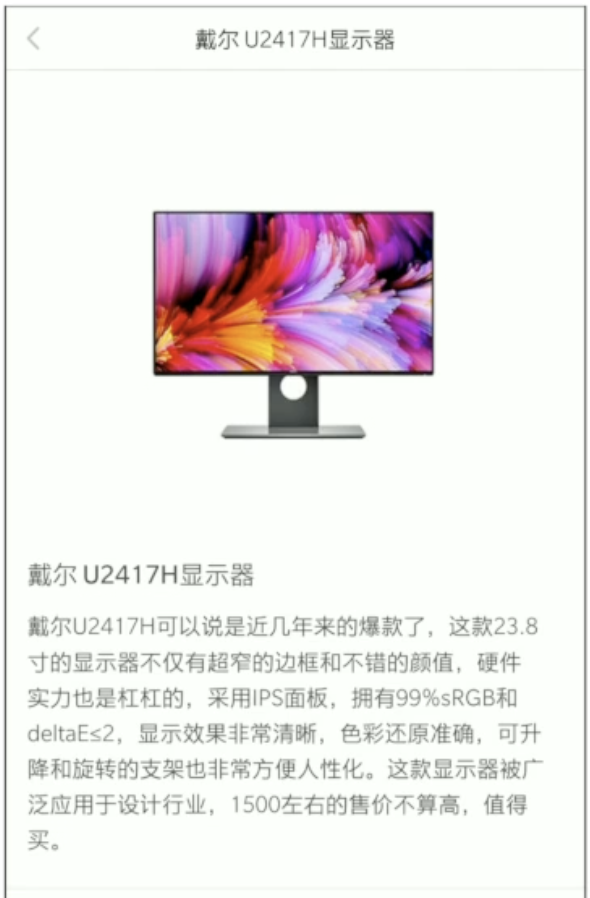 戴尔 U2417H显示器
戴尔 U2417H显示器
戴尔U2417H可以说是近几年来的爆款了，这款23.8
寸的显示器不仅有超窄的边框和不错的颜值，硬件
实力也是杠杠的，采用IPS面板，拥有99%sRGB和
deltaE≤2，显示效果非常清晰，色彩还原准确，可升
降和旋转的支架也非常方便人性化。这款显示器被广
泛应用于设计行业，1500左右的售价不算高，值得
买。